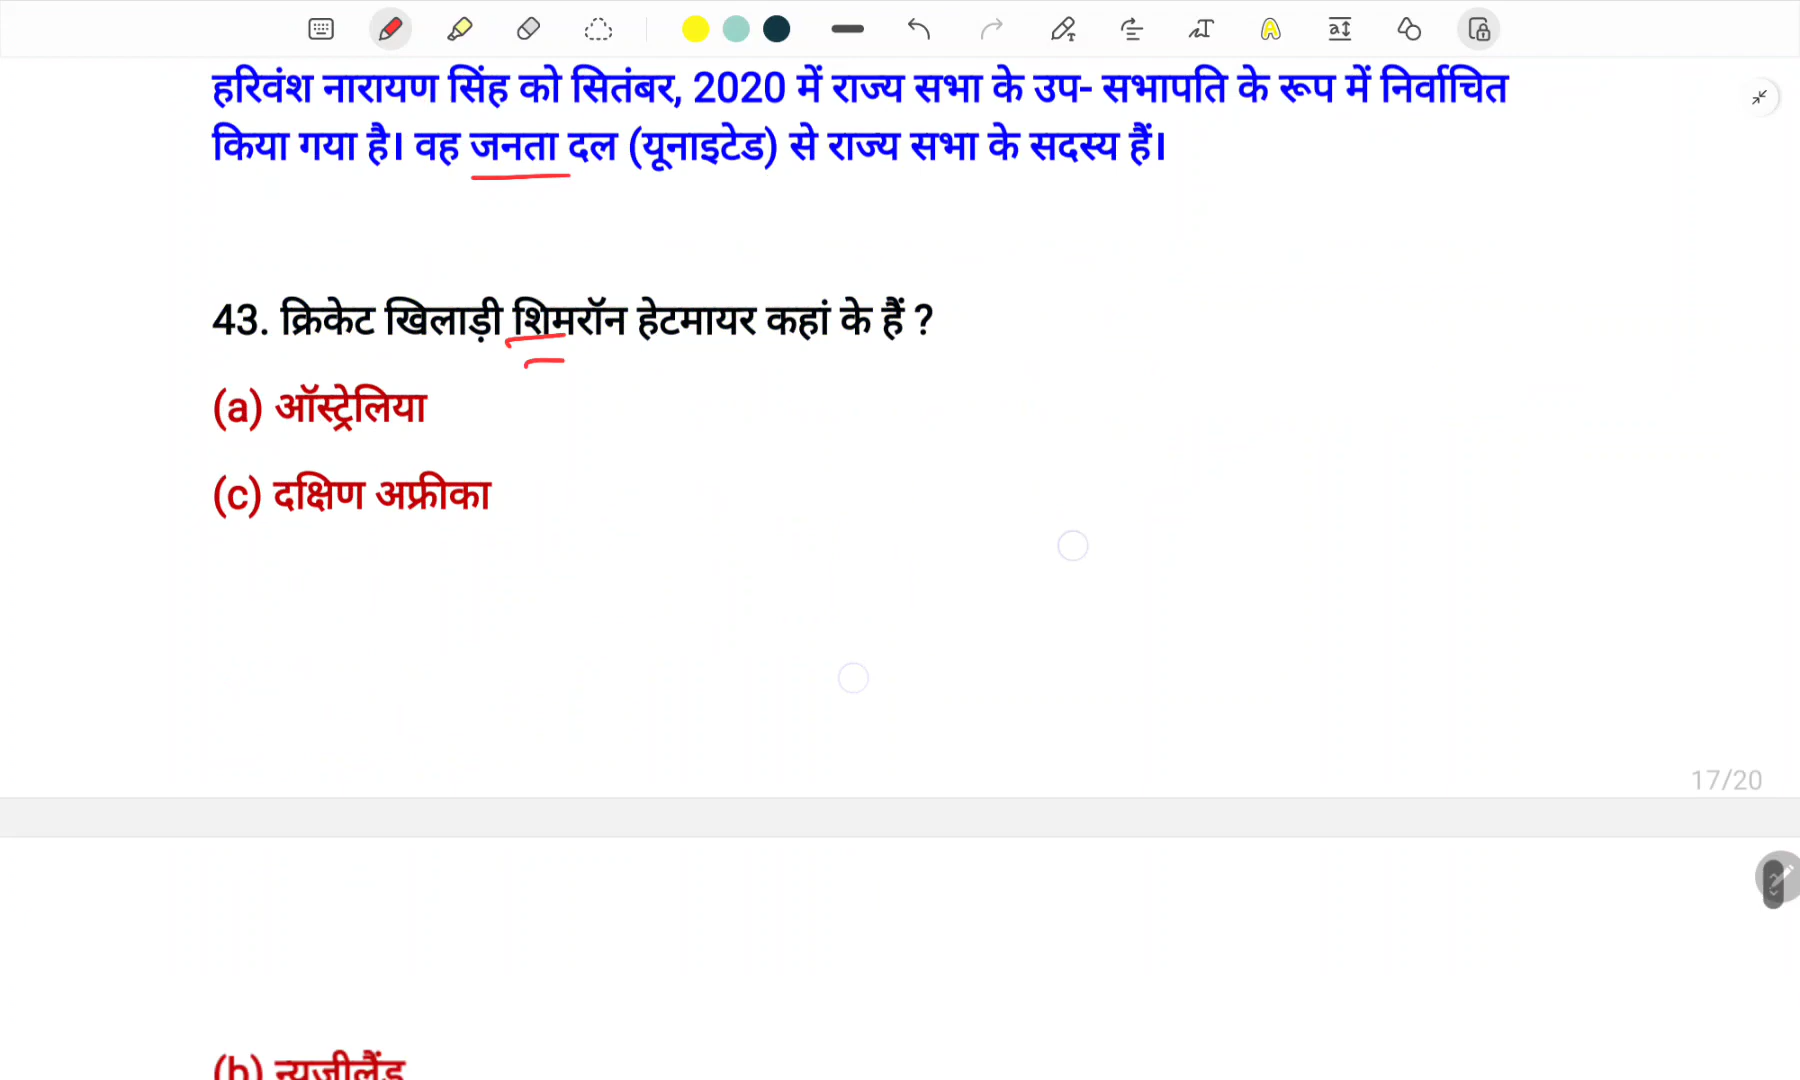 हरिवंश नारायण सिंह को सितंबर, 2020 में राज्य सभा के उप- सभापति के रूप में निर्वाचित
किया गया है। वह जनता दल (यूनाइटेड) से राज्य सभा के सदस्य हैं।
43. क्रिकेट खिलाड़ी शिमरॉन हेटमायर कहां के हैं ?
(a) ऑस्ट्रेलिया
(c) दक्षिण अफ्रीका
17/20
(b) न्यूजीलैंड